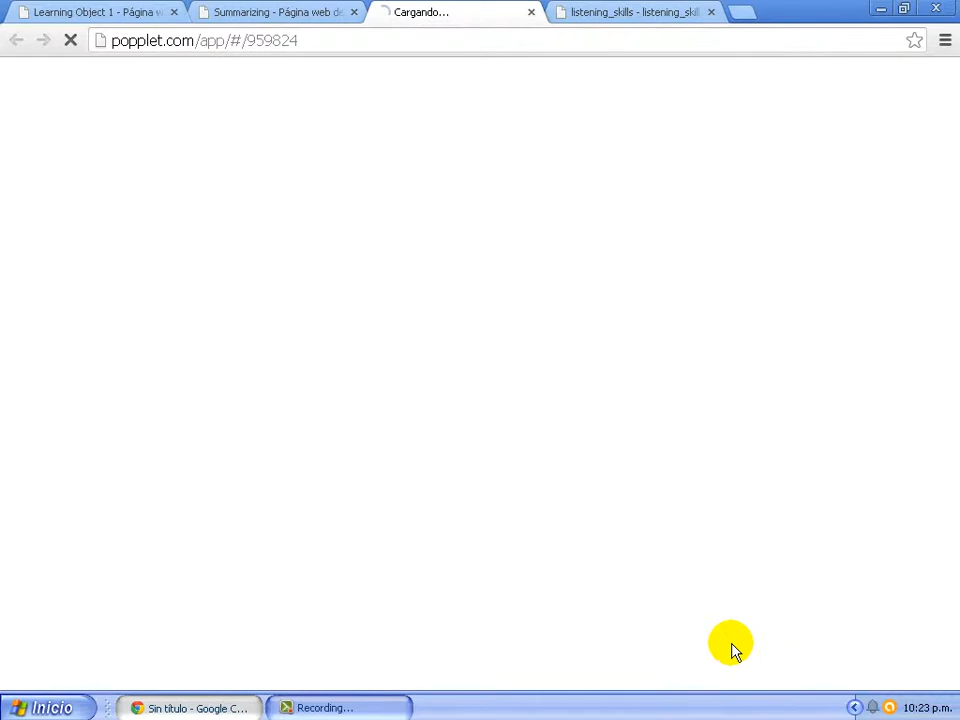 Learning Object 1 - Página w
Summarizing - Página web de
Cargando...
listening_skills - listening_skil
popplet.com/app/#/959824
Inicio
Sin título - Google C...
Recording...
10:23 p.m.